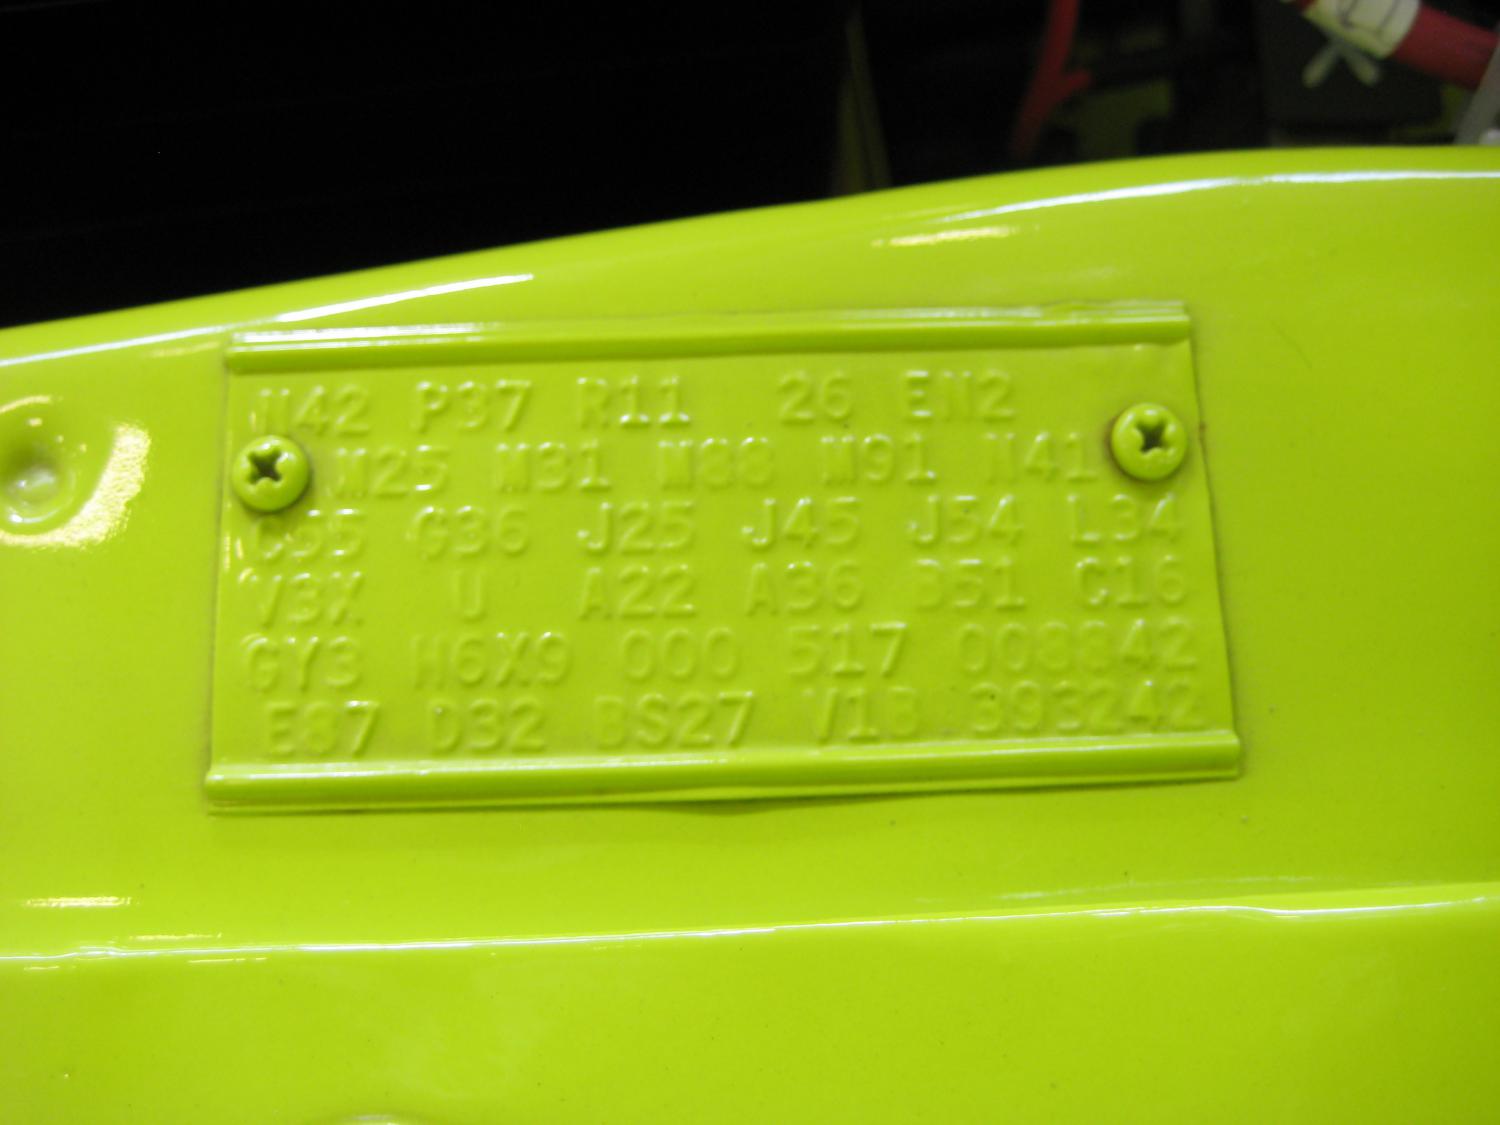 N42 P37 R11 26 EN2
M25 M31 M88 M91 N41
C55 G36 J25 J45 J54 L34
V3X U A22 A36 B51 C16
GY3 H6X9 000 517 008842
E87 D32 BS27 V1B 393242